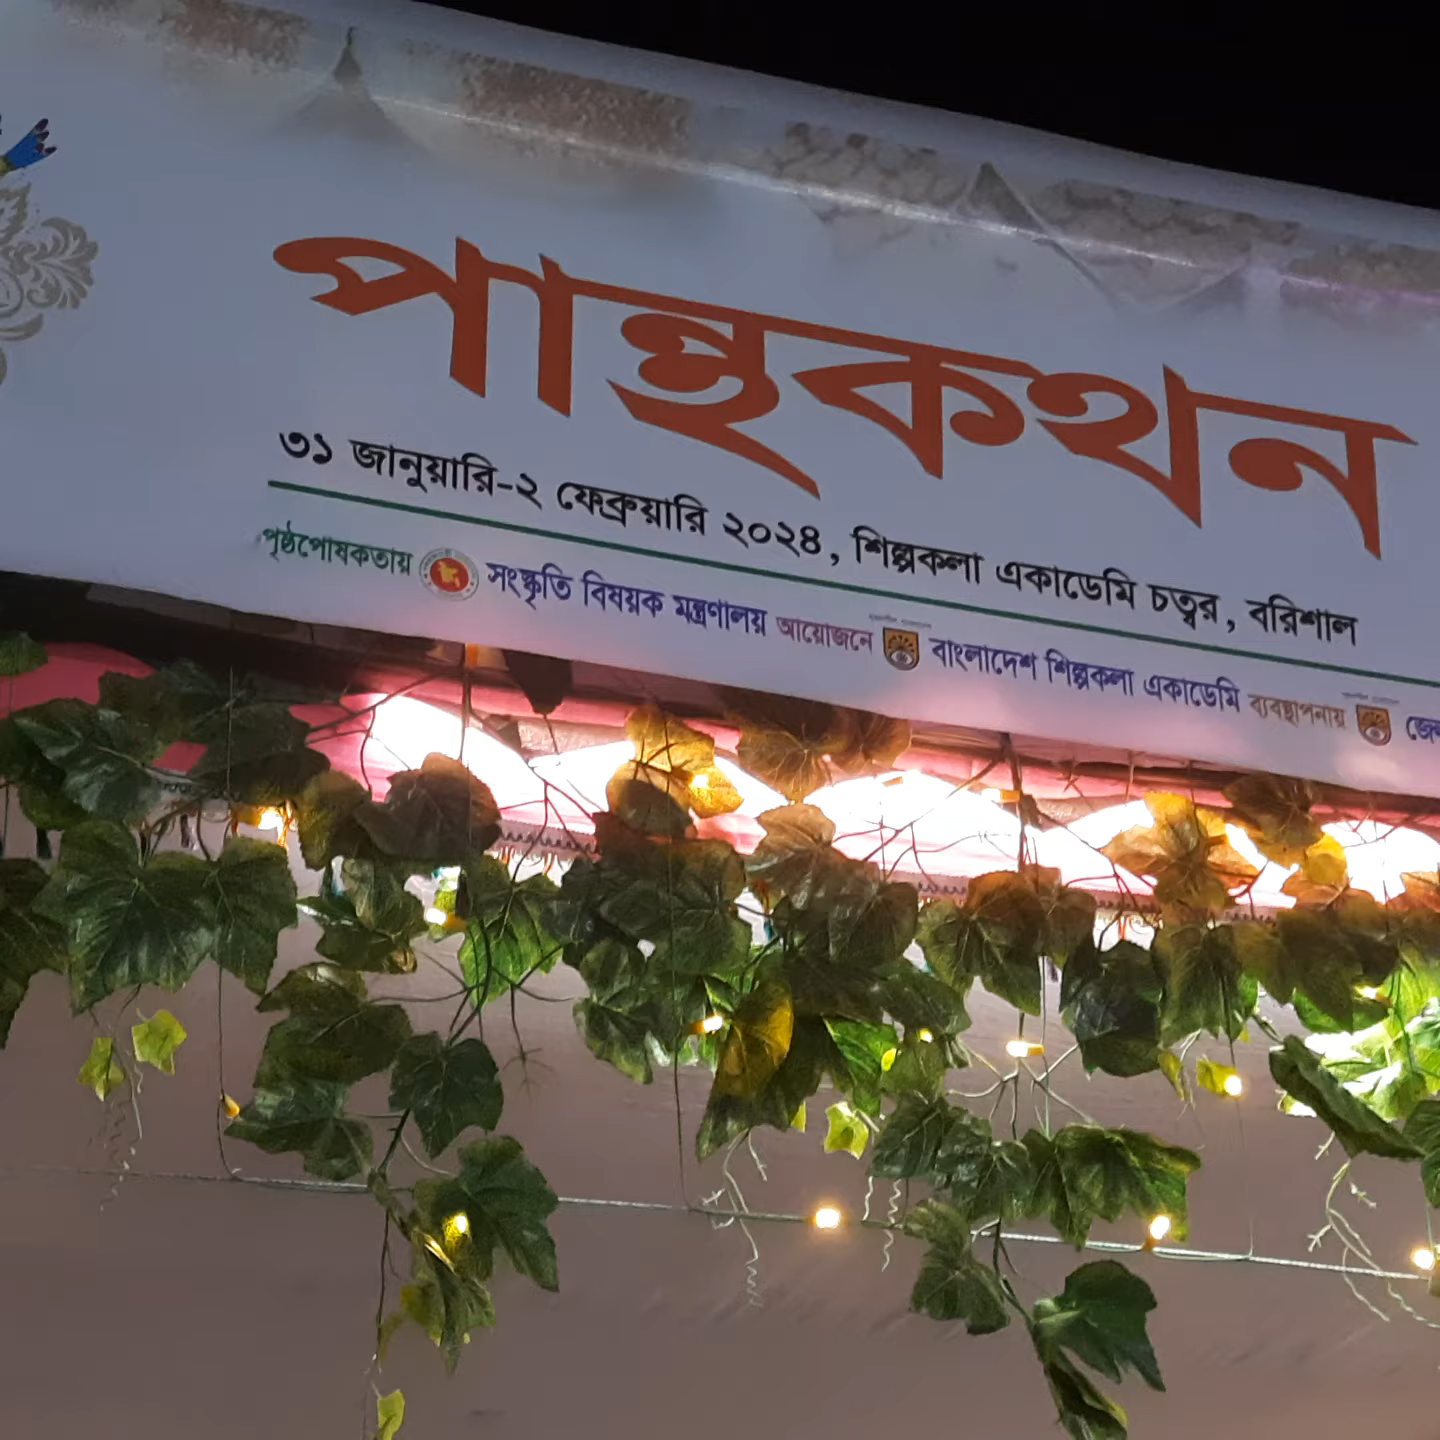 পান্থকথন
৩১ জানুয়ারি-২ ফেব্রুয়ারি ২০২৪, শিল্পকলা একাডেমি চত্বর, বরিশাল
পৃষ্ঠপোষকতায় সংস্কৃতি বিষয়ক মন্ত্রণালয় আয়োজনে বাংলাদেশ শিল্পকলা একাডেমি ব্যবস্থাপনায়